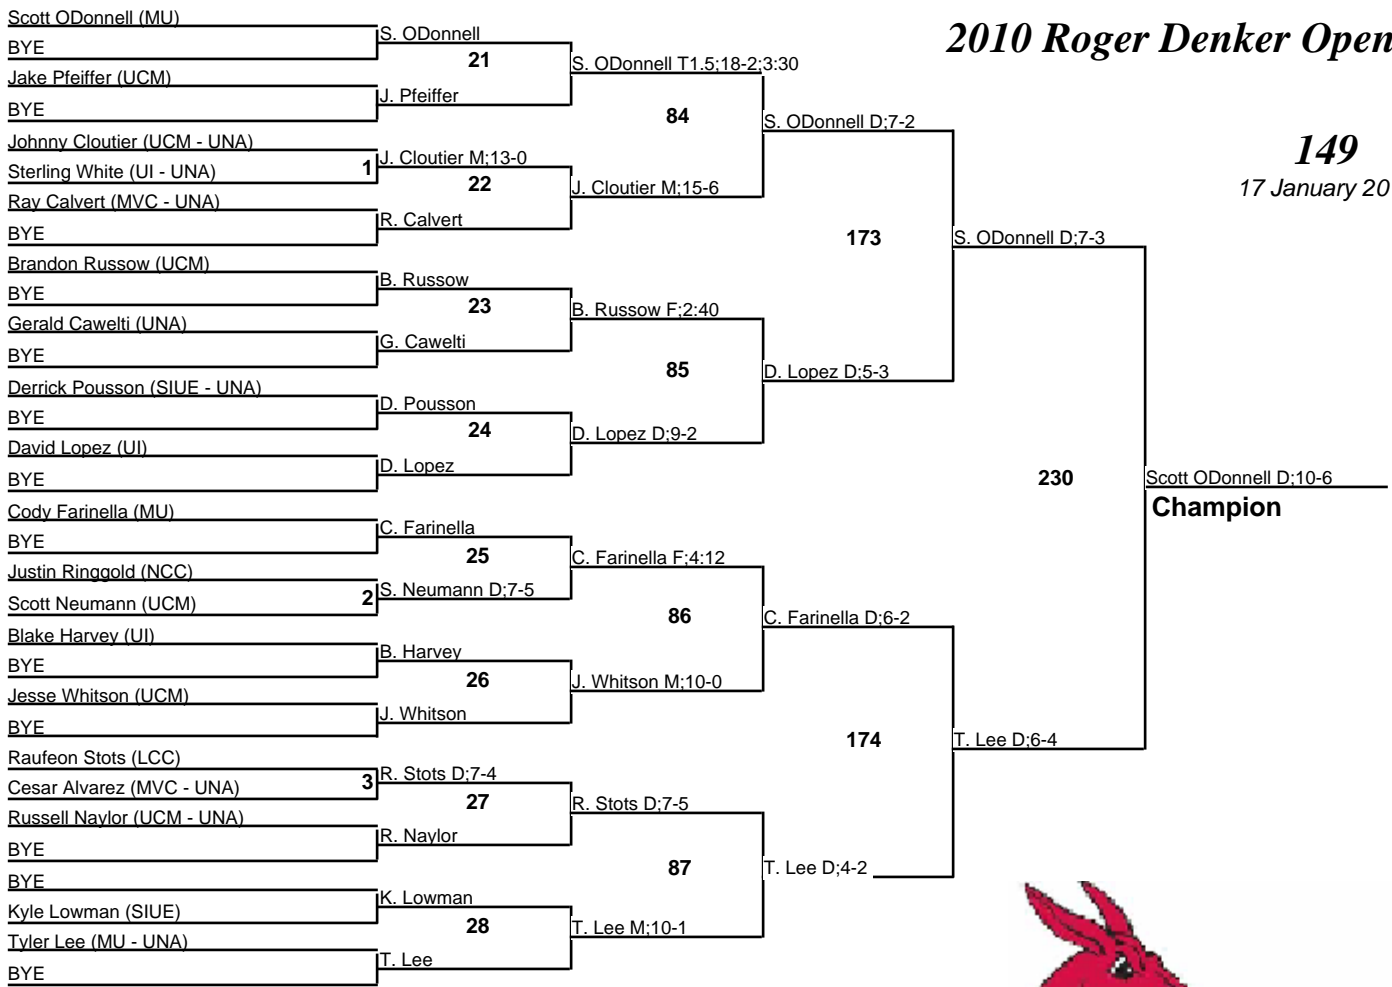 2010 Roger Denker Open
149
17 January 20
Scott ODonnell (MU)
BYE
Jake Pfeiffer (UCM)
BYE
Johnny Cloutier (UCM - UNA)
Sterling White (UI - UNA)
Ray Calvert (MVC - UNA)
BYE
Brandon Russow (UCM)
BYE
Gerald Cawelti (UNA)
BYE
Derrick Pousson (SIUE - UNA)
BYE
David Lopez (UI)
BYE
Cody Farinella (MU)
BYE
Justin Ringgold (NCC)
Scott Neumann (UCM)
Blake Harvey (UI)
BYE
Jesse Whitson (UCM)
BYE
Raufeon Stots (LCC)
Cesar Alvarez (MVC - UNA)
Russell Naylor (UCM - UNA)
BYE
BYE
Kyle Lowman (SIUE)
Tyler Lee (MU - UNA)
BYE
S. ODonnell
21
J. Pfeiffer
1
J. Cloutier M;13-0
22
R. Calvert
B. Russow
23
G. Cawelti
D. Pousson
24
D. Lopez
C. Farinella
25
2
S. Neumann D;7-5
B. Harvey
26
J. Whitson
3
R. Stots D;7-4
27
R. Naylor
K. Lowman
28
T. Lee
S. ODonnell T1.5;18-2;3:30
84
J. Cloutier M;15-6
B. Russow F;2:40
85
D. Lopez D;9-2
C. Farinella F;4:12
86
J. Whitson M;10-0
R. Stots D;7-5
87
T. Lee M;10-1
S. ODonnell D;7-2
173
D. Lopez D;5-3
C. Farinella D;6-2
174
T. Lee D;4-2
S. ODonnell D;7-3
230
T. Lee D;6-4
Scott ODonnell D;10-6
Champion